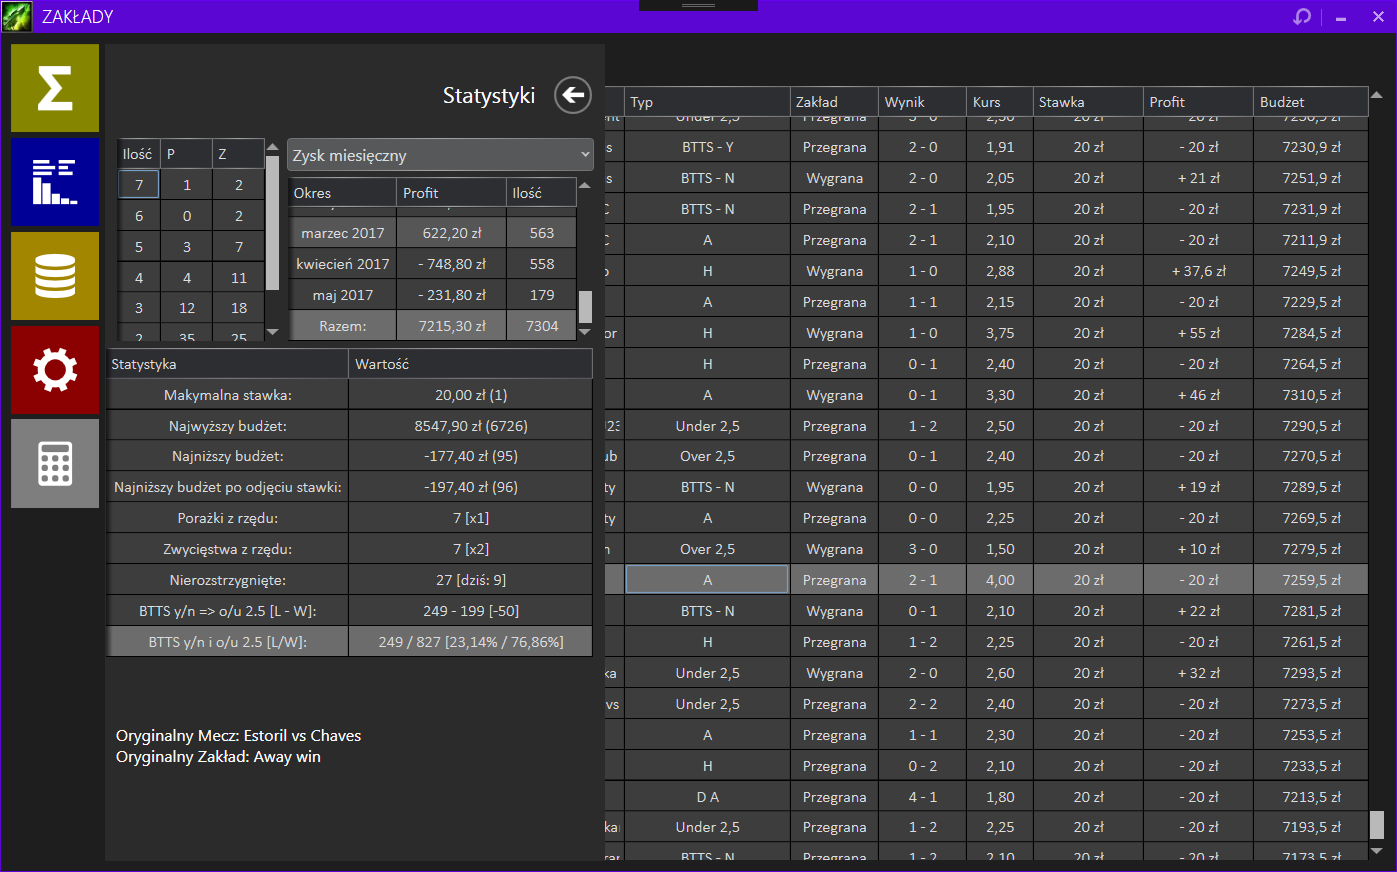 ZAKŁADY
Statystyki
Ilość P Z
7 1 2
6 0 2
5 3 7
4 4 11
3 12 18
2 35 25
Zysk miesięczny
Okres Profit Ilość
marzec 2017 622,20 zł 563
kwiecień 2017 - 748,80 zł 558
maj 2017 - 231,80 zł 179
Razem: 7215,30 zł 7304
Statystyka Wartość
Makymalna stawka: 20,00 zł (1)
Najwyższy budżet: 8547,90 zł (6726)
Najniższy budżet: -177,40 zł (95)
Najniższy budżet po odjęciu stawki: -197,40 zł (96)
Porażki z rzędu: 7 [x1]
Zwycięstwa z rzędu: 7 [x2]
Nierozstrzygnięte: 27 [dziś: 9]
BTTS y/n => o/u 2.5 [L - W]: 249 - 199 [-50]
BTTS y/n i o/u 2.5 [L/W]: 249 / 827 [23,14% / 76,86%]
Oryginalny Mecz: Estoril vs Chaves
Oryginalny Zakład: Away win
Typ Zakład Wynik Kurs Stawka Profit Budżet
Under 2,5 Przegrana 3 - 0 2,50 20 zł - 20 zł 7250,9 zł
BTTS - Y Przegrana 2 - 0 1,91 20 zł - 20 zł 7230,9 zł
BTTS - N Wygrana 2 - 0 2,05 20 zł + 21 zł 7251,9 zł
BTTS - N Przegrana 2 - 1 1,95 20 zł - 20 zł 7231,9 zł
A Przegrana 2 - 1 2,10 20 zł - 20 zł 7211,9 zł
H Wygrana 1 - 0 2,88 20 zł + 37,6 zł 7249,5 zł
A Przegrana 1 - 1 2,15 20 zł - 20 zł 7229,5 zł
H Wygrana 1 - 0 3,75 20 zł + 55 zł 7284,5 zł
H Przegrana 0 - 1 2,40 20 zł - 20 zł 7264,5 zł
A Wygrana 0 - 1 3,30 20 zł + 46 zł 7310,5 zł
Under 2,5 Przegrana 1 - 2 2,50 20 zł - 20 zł 7290,5 zł
Over 2,5 Przegrana 0 - 1 2,40 20 zł - 20 zł 7270,5 zł
BTTS - N Wygrana 0 - 0 1,95 20 zł + 19 zł 7289,5 zł
A Przegrana 0 - 0 2,25 20 zł - 20 zł 7269,5 zł
Over 2,5 Wygrana 3 - 0 1,50 20 zł + 10 zł 7279,5 zł
A Przegrana 2 - 1 4,00 20 zł - 20 zł 7259,5 zł
BTTS - N Wygrana 0 - 1 2,10 20 zł + 22 zł 7281,5 zł
H Przegrana 1 - 2 2,25 20 zł - 20 zł 7261,5 zł
Under 2,5 Wygrana 2 - 0 2,60 20 zł + 32 zł 7293,5 zł
Under 2,5 Przegrana 2 - 2 2,40 20 zł - 20 zł 7273,5 zł
A Przegrana 1 - 1 2,30 20 zł - 20 zł 7253,5 zł
H Przegrana 0 - 2 2,10 20 zł - 20 zł 7233,5 zł
D A Przegrana 4 - 1 1,80 20 zł - 20 zł 7213,5 zł
Under 2,5 Przegrana 1 - 2 2,25 20 zł - 20 zł 7193,5 zł
BTTS - N Przegrana 1 - 2 2,10 20 zł - 20 zł 7173,5 zł